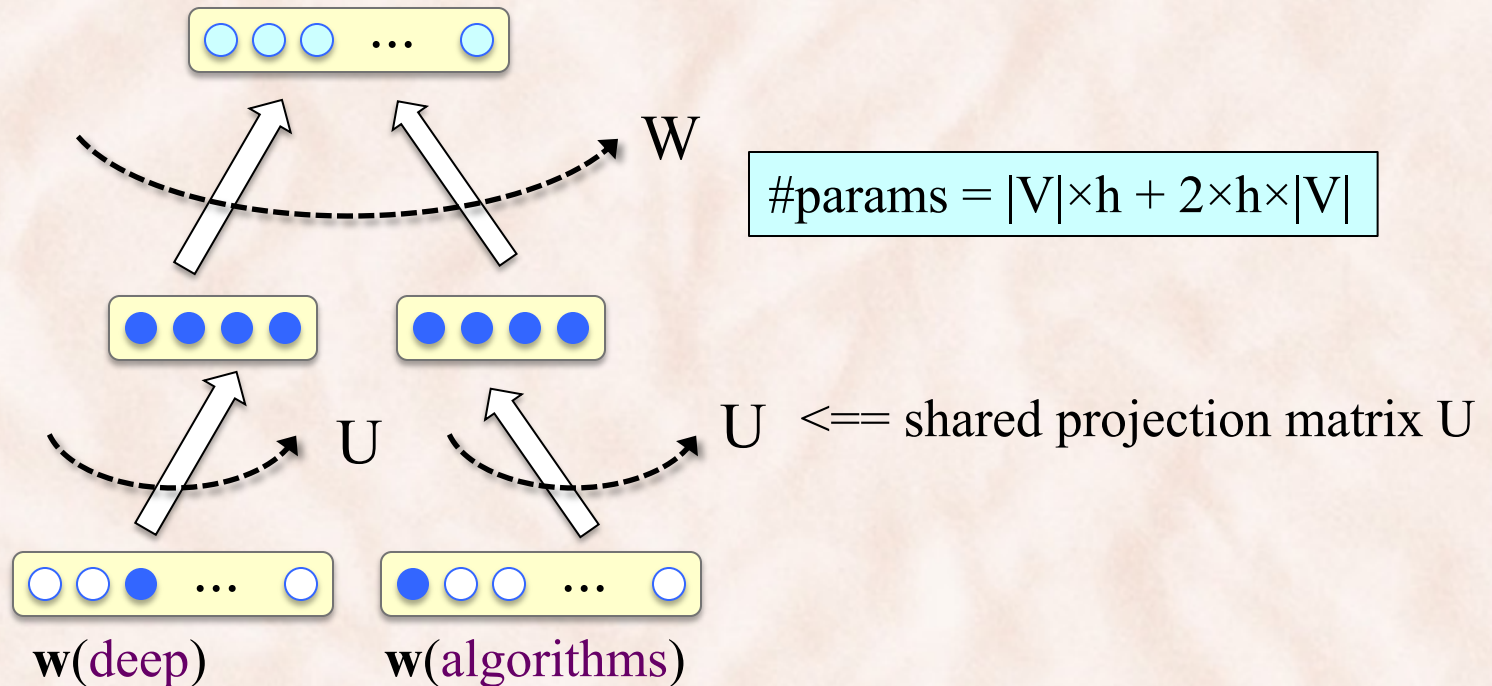 ...
W
#params = |V|×h + 2×h×|V|
U
U <== shared projection matrix U
... ...
w(deep) w(algorithms)